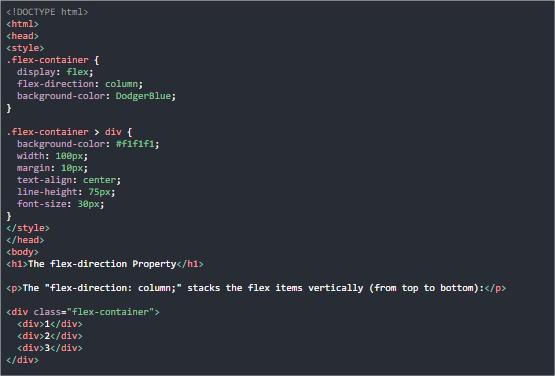 <!DOCTYPE html>
<html>
<head>
<style>
.flex-container {
  display: flex;
  flex-direction: column;
  background-color: DodgerBlue;
}

.flex-container > div {
  background-color: #f1f1f1;
  width: 100px;
  margin: 10px;
  text-align: center;
  line-height: 75px;
  font-size: 30px;
}
</style>
</head>
<body>
<h1>The flex-direction Property</h1>

<p>The "flex-direction: column;" stacks the flex items vertically (from top to bottom):</p>

<div class="flex-container">
  <div>1</div>
  <div>2</div>
  <div>3</div>
</div>